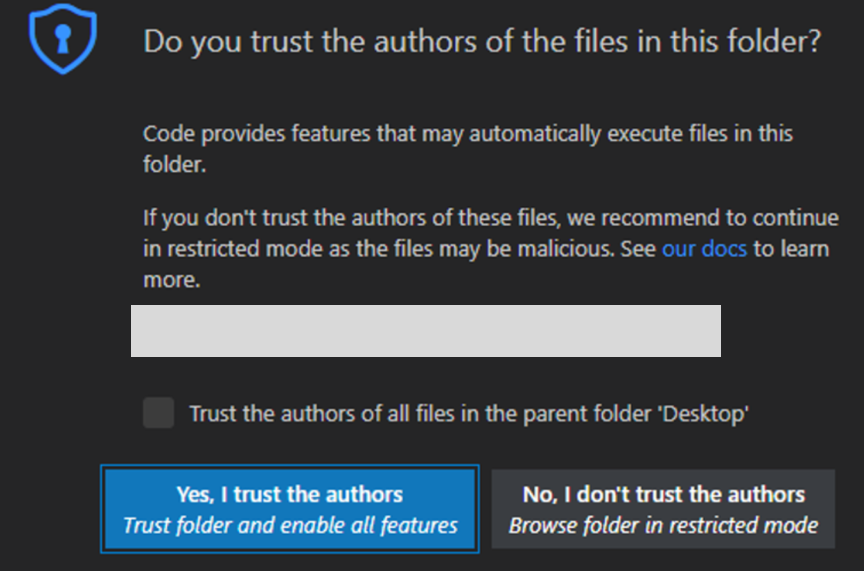 Do you trust the authors of the files in this folder?
Code provides features that may automatically execute files in this
folder.
If you don't trust the authors of these files, we recommend to continue
in restricted mode as the files may be malicious. See our docs to learn
more.
Trust the authors of all files in the parent folder 'Desktop'
Yes, I trust the authors
Trust folder and enable all features
No, I don't trust the authors
Browse folder in restricted mode